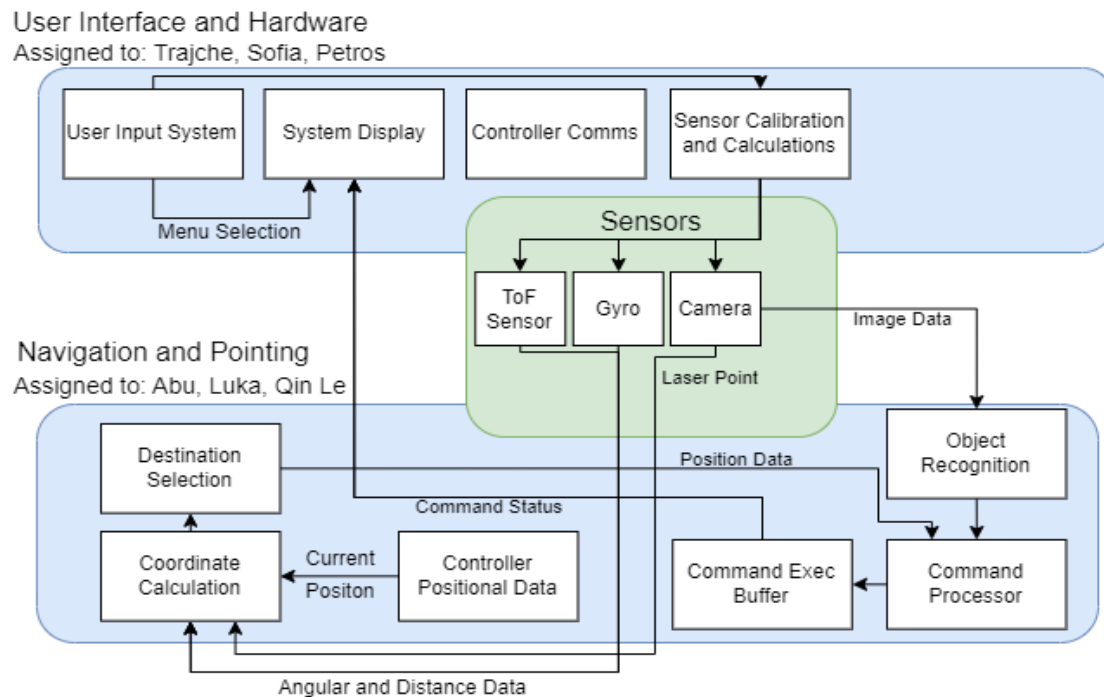 User Interface and Hardware
Assigned to: Trajche, Sofia, Petros
User Input System
System Display
Controller Comms
Sensor Calibration
and Calculations
Menu Selection
Sensors
ToF
Sensor
Gyro
Camera
Image Data
Laser Point
Navigation and Pointing
Assigned to: Abu, Luka, Qin Le
Destination
Selection
Position Data
Object
Recognition
Command Status
Coordinate
Calculation
Current
Positon
Controller
Positional Data
Command Exec
Buffer
Command
Processor
Angular and Distance Data